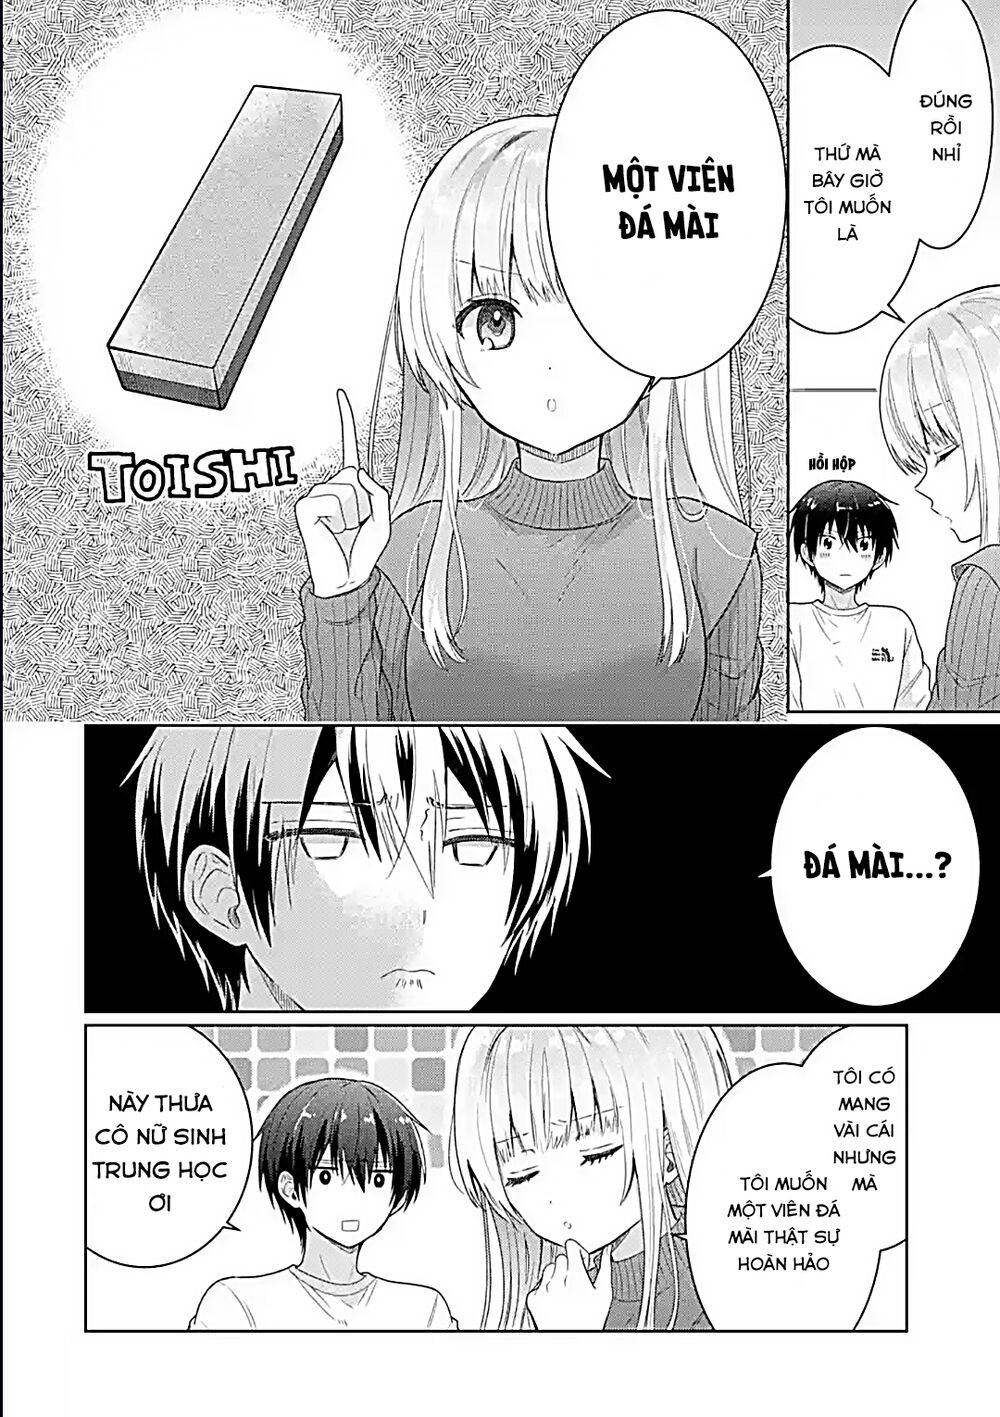 ĐÚNG
RỒI
NHỈ
THỨ MÀ
BÂY GIỜ
TÔI MUỐN
LÀ
HỒI HỘP
MỘT VIÊN
ĐÁ MÀI
TOISHI
ĐÁ MÀI...?
TÔI CÓ
MANG
VÀI CÁI
NHƯNG
MÀ
TÔI MUỐN
MỘT VIÊN ĐÁ
MÀI THẬT SỰ
HOÀN HẢO
NÀY THƯA
CÔ NỮ SINH
TRUNG HỌC
ƠI